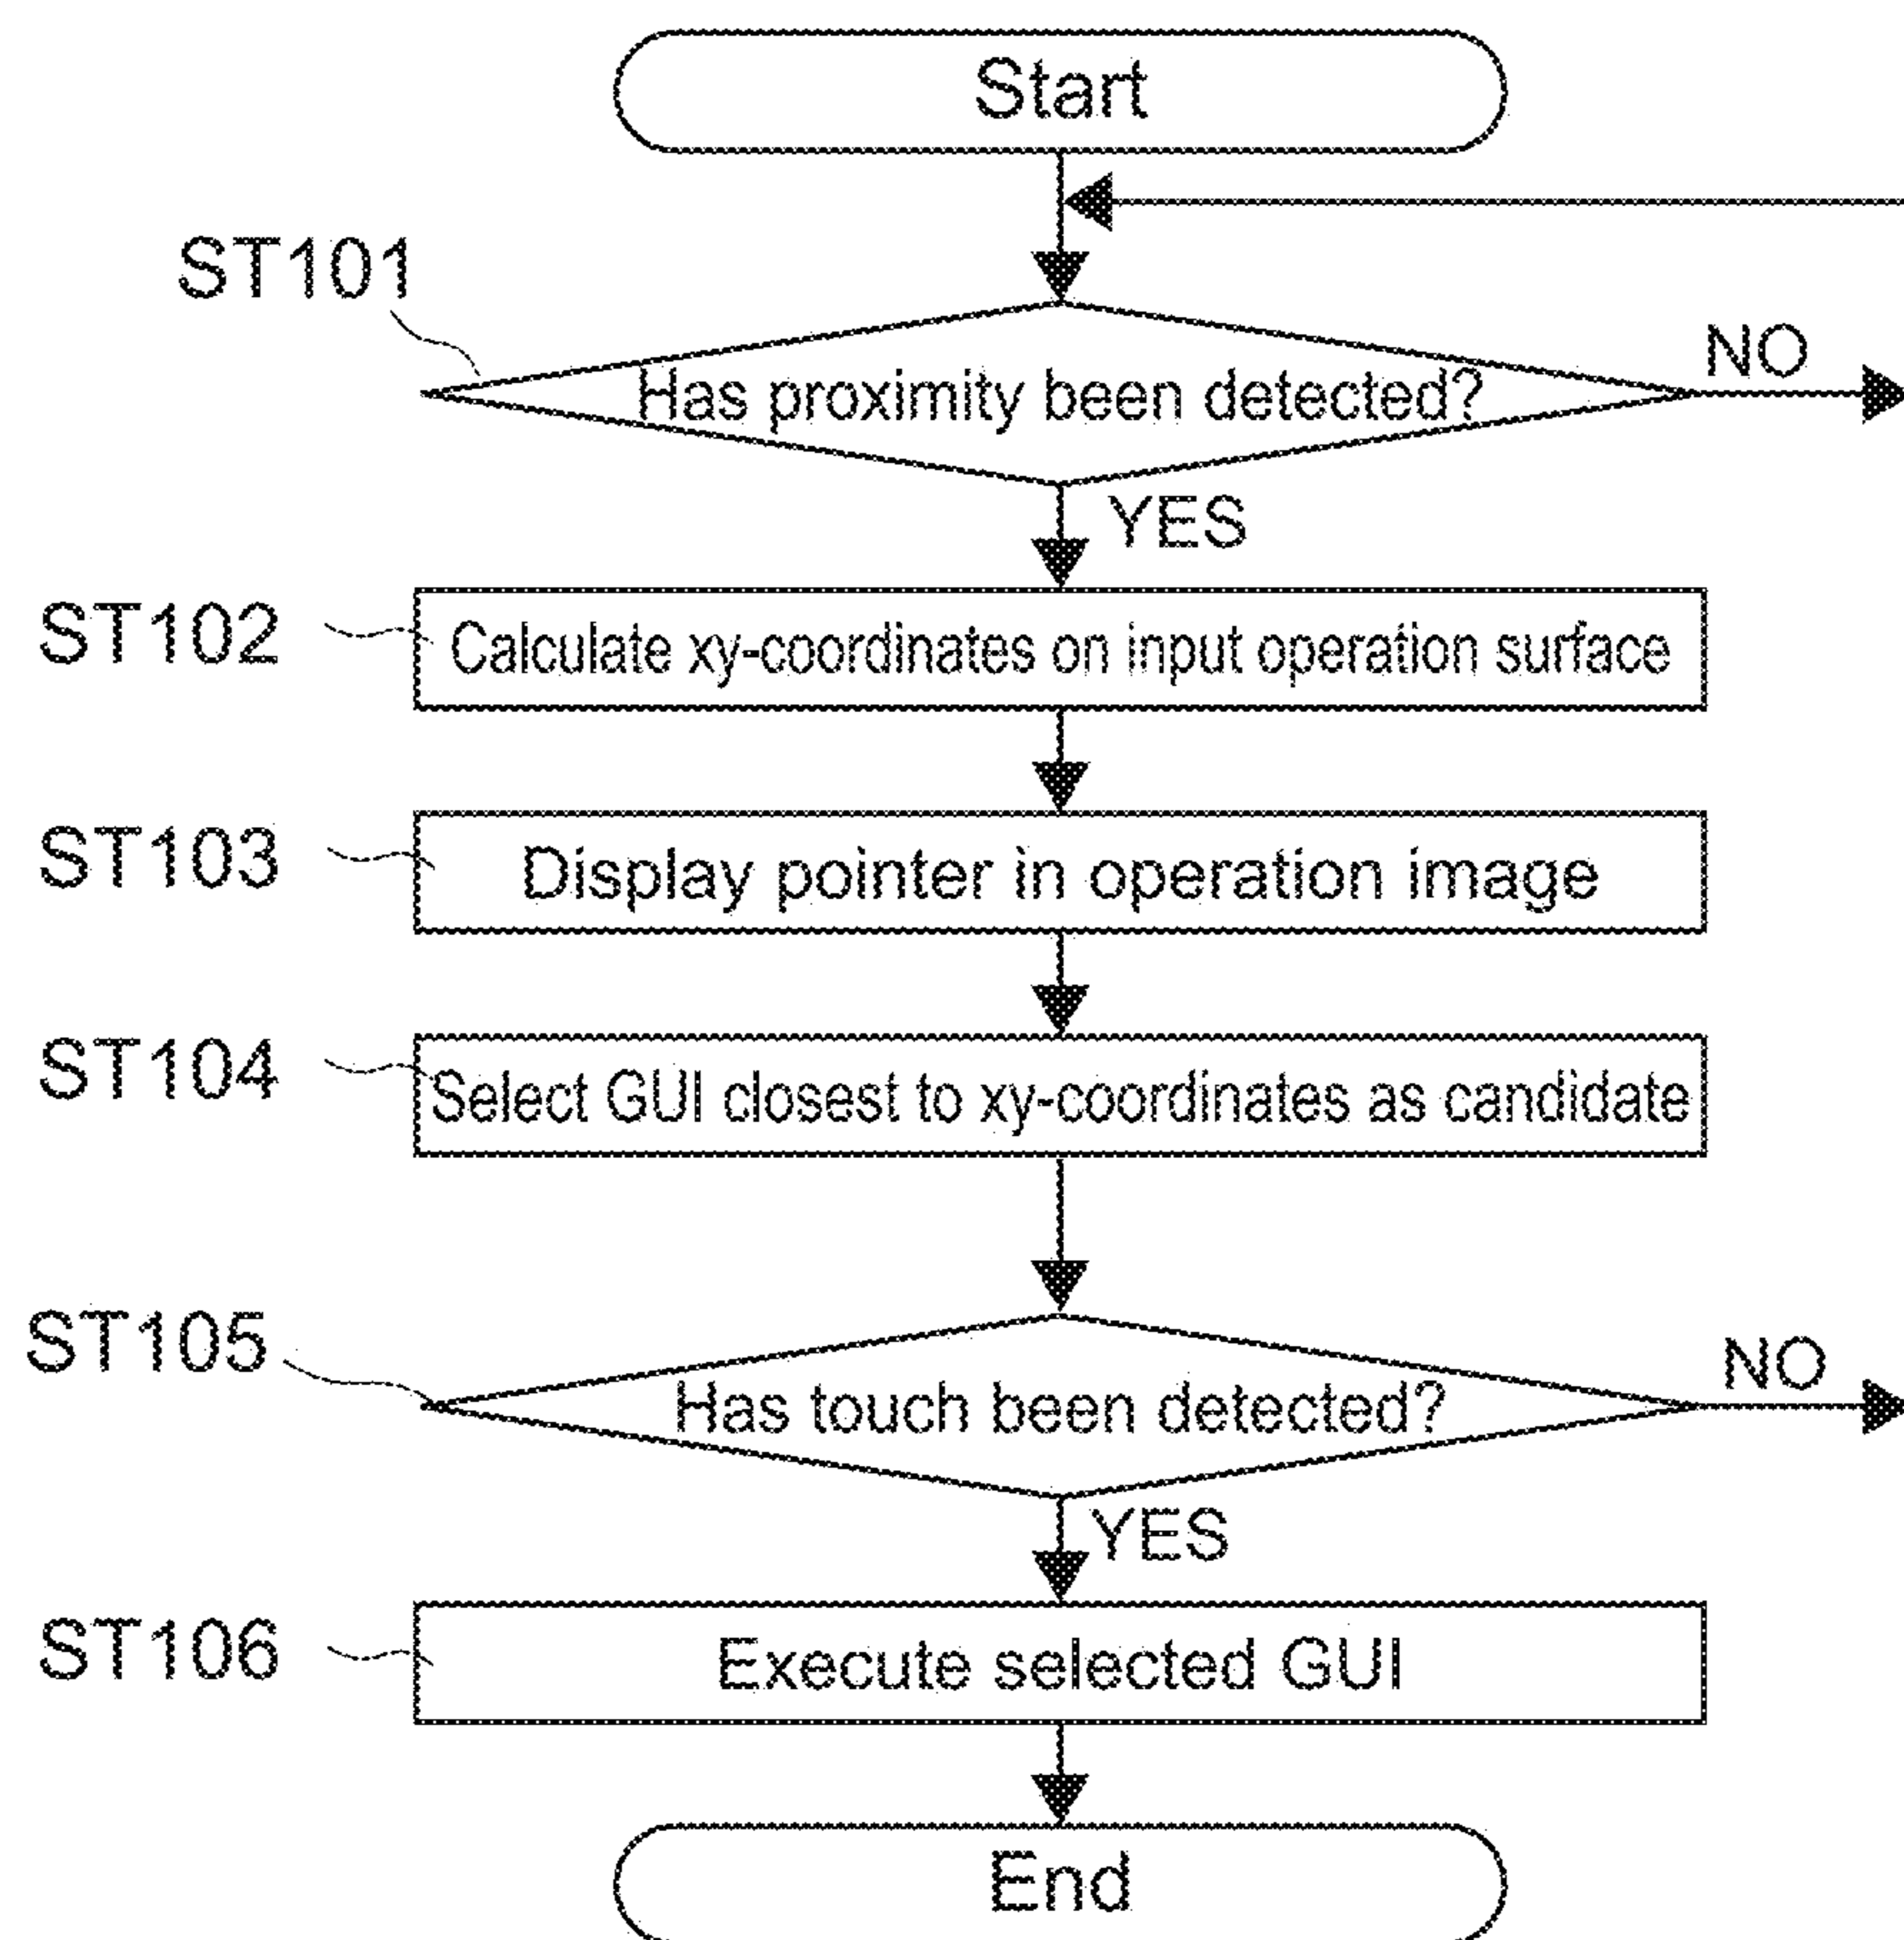 Start
ST101
Has proximity been detected?
NO
YES
ST102
Calculate xy-coordinates on input operation surface
ST103
Display pointer in operation image
ST104
Select GUI closest to xy-coordinates as candidate
ST105
Has touch been detected?
NO
YES
ST106
Execute selected GUI
End